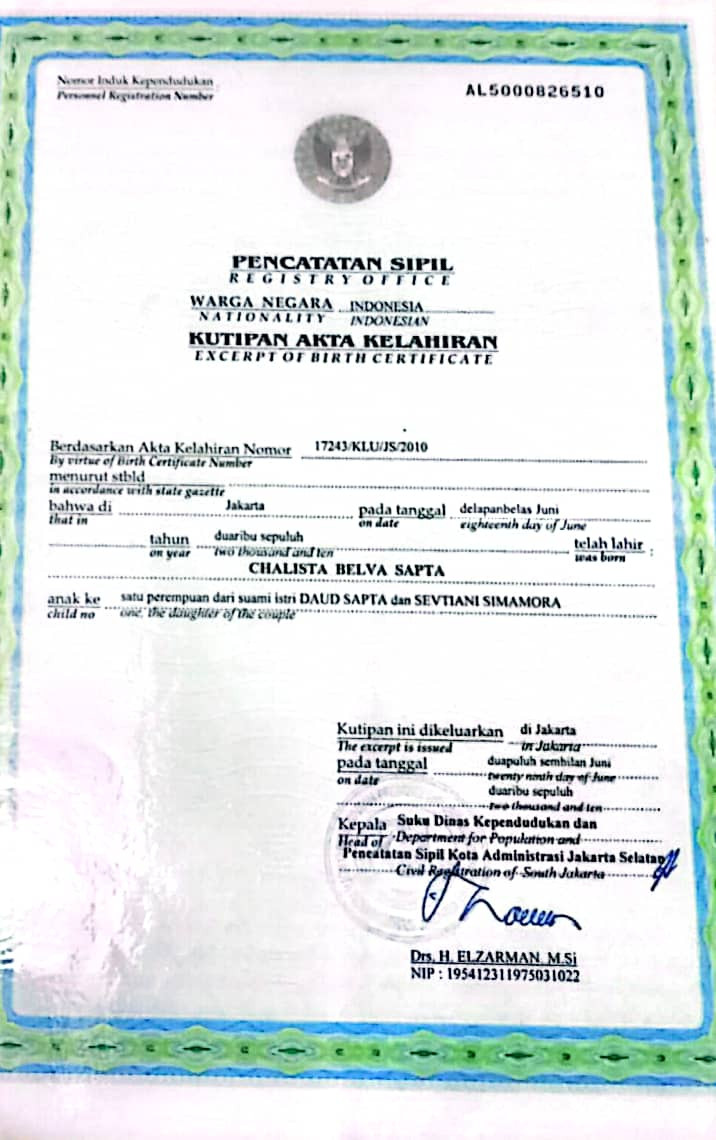 Nomor Induk Kependudukan
Personnel Registration Number
AL5000826510
PENCATATAN SIPIL
REGISTRY OFFICE
WARGA NEGARA INDONESIA
NATIONALITY INDONESIAN
KUTIPAN AKTA KELAHIRAN
EXCERPT OF BIRTH CERTIFICATE
Berdasarkan Akta Kelahiran Nomor 17243/KLU/JS/2010
By virtue of Birth Certificate Number
menurut stbld
in accordance with state gazette
bahwa di Jakarta pada tanggal delapanbelas Juni
that in on date eighteenth day of June
tahun duaribu sepuluh telah lahir :
on year two thousand and ten was born
CHALISTA BELVA SAPTA
anak ke satu perempuan dari suami istri DAUD SAPTA dan SEVTIANI SIMAMORA
child no one, the daughter of the couple
Kutipan ini dikeluarkan di Jakarta
The excerpt is issued in Jakarta
pada tanggal duapuluh sembilan Juni
on date twenty ninth day of June
duaribu sepuluh
two thousand and ten
Kepala Suku Dinas Kependudukan dan
Head of Department for Population and
Pencatatan Sipil Kota Administrasi Jakarta Selatan
Civil Registration of South Jakarta
Drs. H. ELZARMAN, M.Si
NIP : 195412311975031022